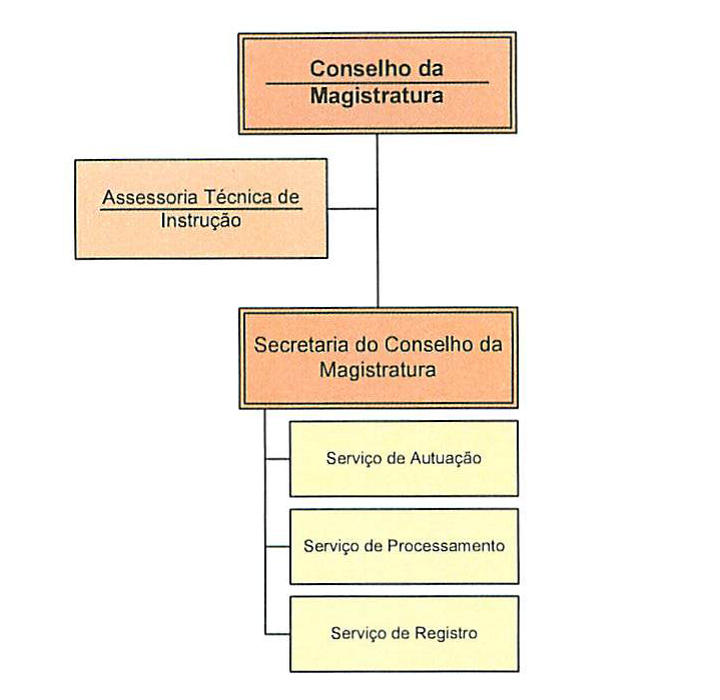 Conselho da
Magistratura
Assessoria Técnica de
Instrução
Secretaria do Conselho da
Magistratura
Serviço de Autuação
Serviço de Processamento
Serviço de Registro